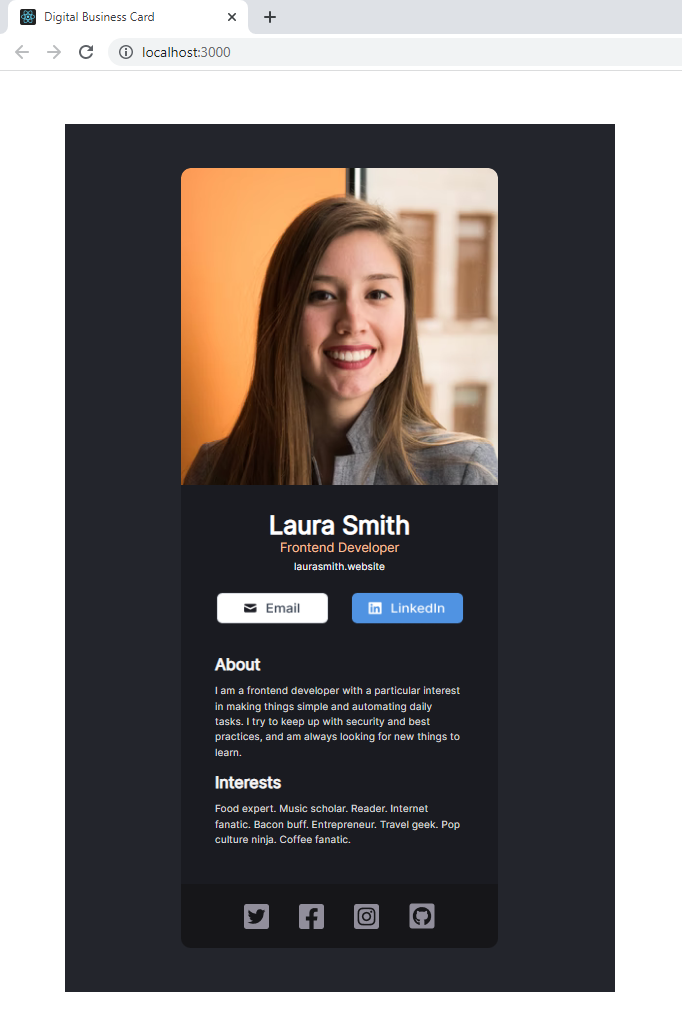 Digital Business Card
localhost:3000
Laura Smith
Frontend Developer
laurasmith.website
Email
LinkedIn
About
I am a frontend developer with a particular interest
in making things simple and automating daily
tasks. I try to keep up with security and best
practices, and am always looking for new things to
learn.
Interests
Food expert. Music scholar. Reader. Internet
fanatic. Bacon buff. Entrepreneur. Travel geek. Pop
culture ninja. Coffee fanatic.